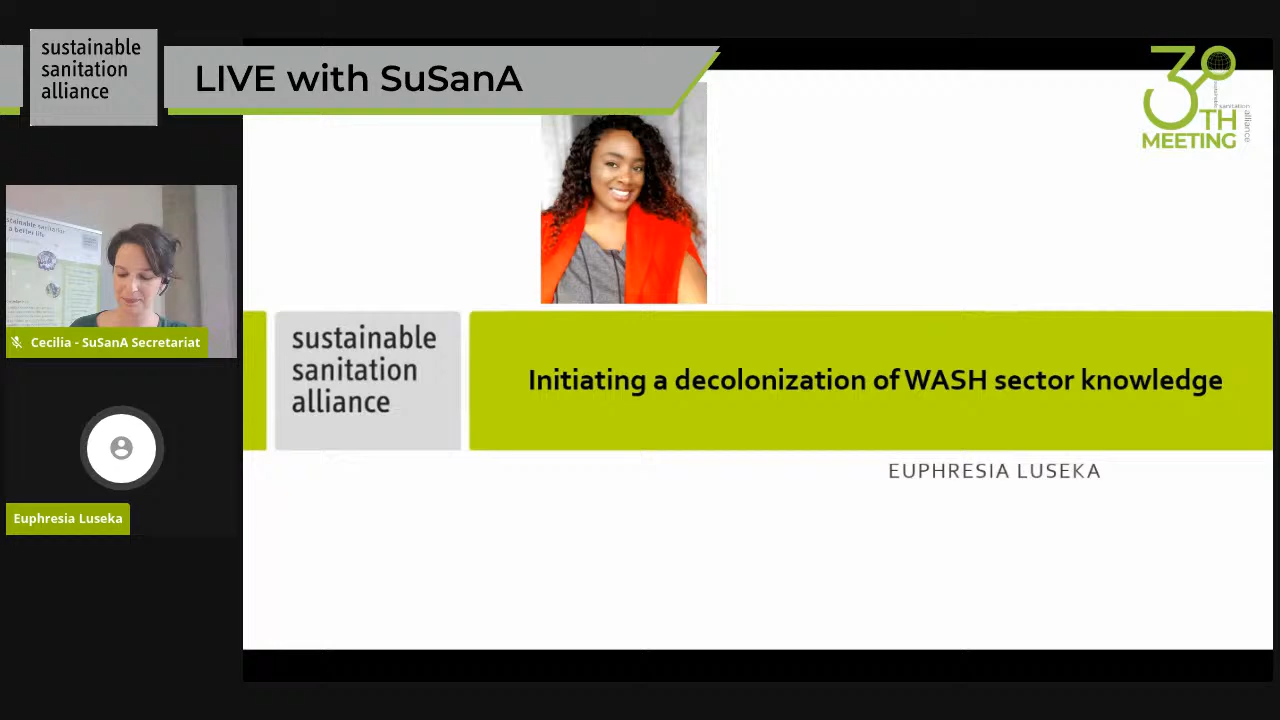 sustainable
sanitation
alliance
LIVE with SuSanA
3
TH
MEETING
sustainable sanitation
alliance
Cecilia - SuSanA Secretariat
Euphresia Luseka
sustainable
sanitation
alliance
Initiating a decolonization of WASH sector knowledge
EUPHRESIA LUSEKA